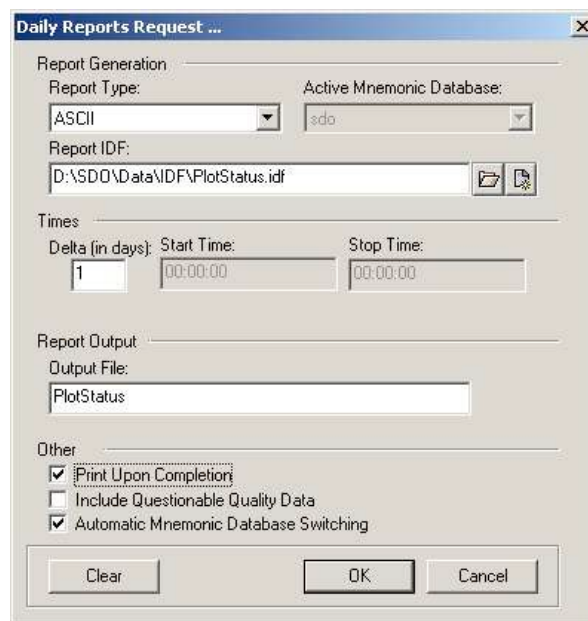 Daily Reports Request ...
Report Generation
Report Type: Active Mnemonic Database:
ASCII sdo
Report IDF:
D:\SDO\Data\IDF\PlotStatus.idf
Times
Delta (in days): Start Time: Stop Time:
1 00:00:00 00:00:00
Report Output
Output File:
PlotStatus
Other
Print Upon Completion
Include Questionable Quality Data
Automatic Mnemonic Database Switching
Clear OK Cancel